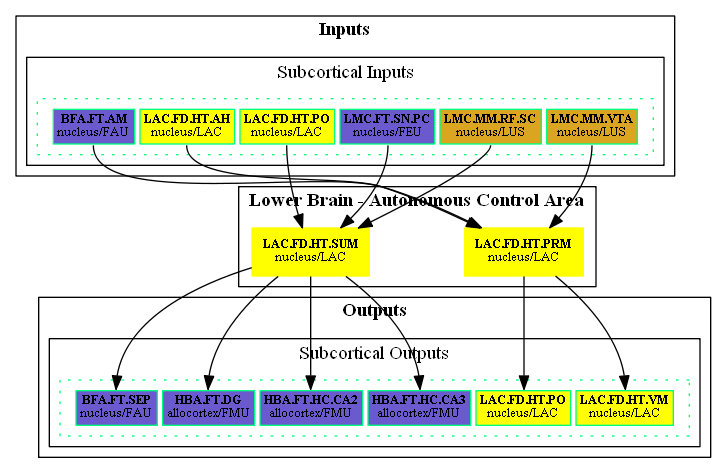 Inputs
Subcortical Inputs
BFA.FT.AM
nucleus/FAU
LAC.FD.HT.AH
nucleus/LAC
LAC.FD.HT.PO
nucleus/LAC
LMC.FT.SN.PC
nucleus/FEU
LMC.MM.RF.SC
nucleus/LUS
LMC.MM.VTA
nucleus/LUS
Lower Brain - Autonomous Control Area
LAC.FD.HT.SUM
nucleus/LAC
LAC.FD.HT.PRM
nucleus/LAC
Outputs
Subcortical Outputs
BFA.FT.SEP
nucleus/FAU
HBA.FT.DG
allocortex/FMU
HBA.FT.HC.CA2
allocortex/FMU
HBA.FT.HC.CA3
allocortex/FMU
LAC.FD.HT.PO
nucleus/LAC
LAC.FD.HT.VM
nucleus/LAC